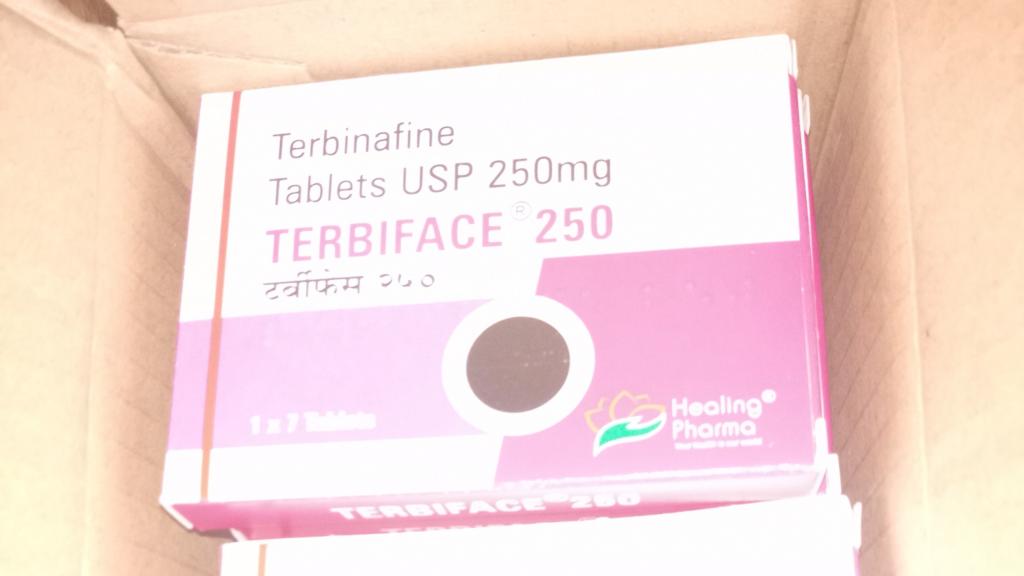 Terbinafine
Tablets USP 250mg
TERBIFACE® 250
टर्बीफेस २५०
1 x 7 Tablets
Healing®
Pharma
TERBIFACE® 250